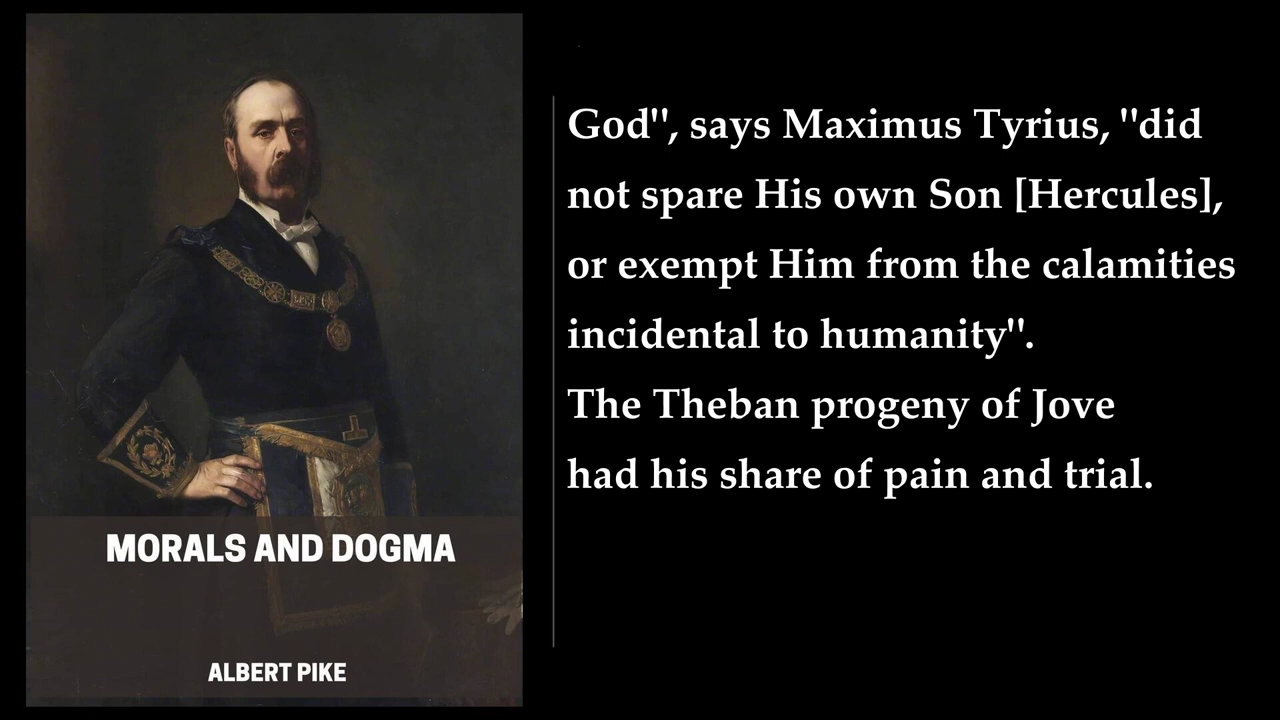 MORALS AND DOGMA
ALBERT PIKE
God", says Maximus Tyrius, "did
not spare His own Son [Hercules],
or exempt Him from the calamities
incidental to humanity".
The Theban progeny of Jove
had his share of pain and trial.